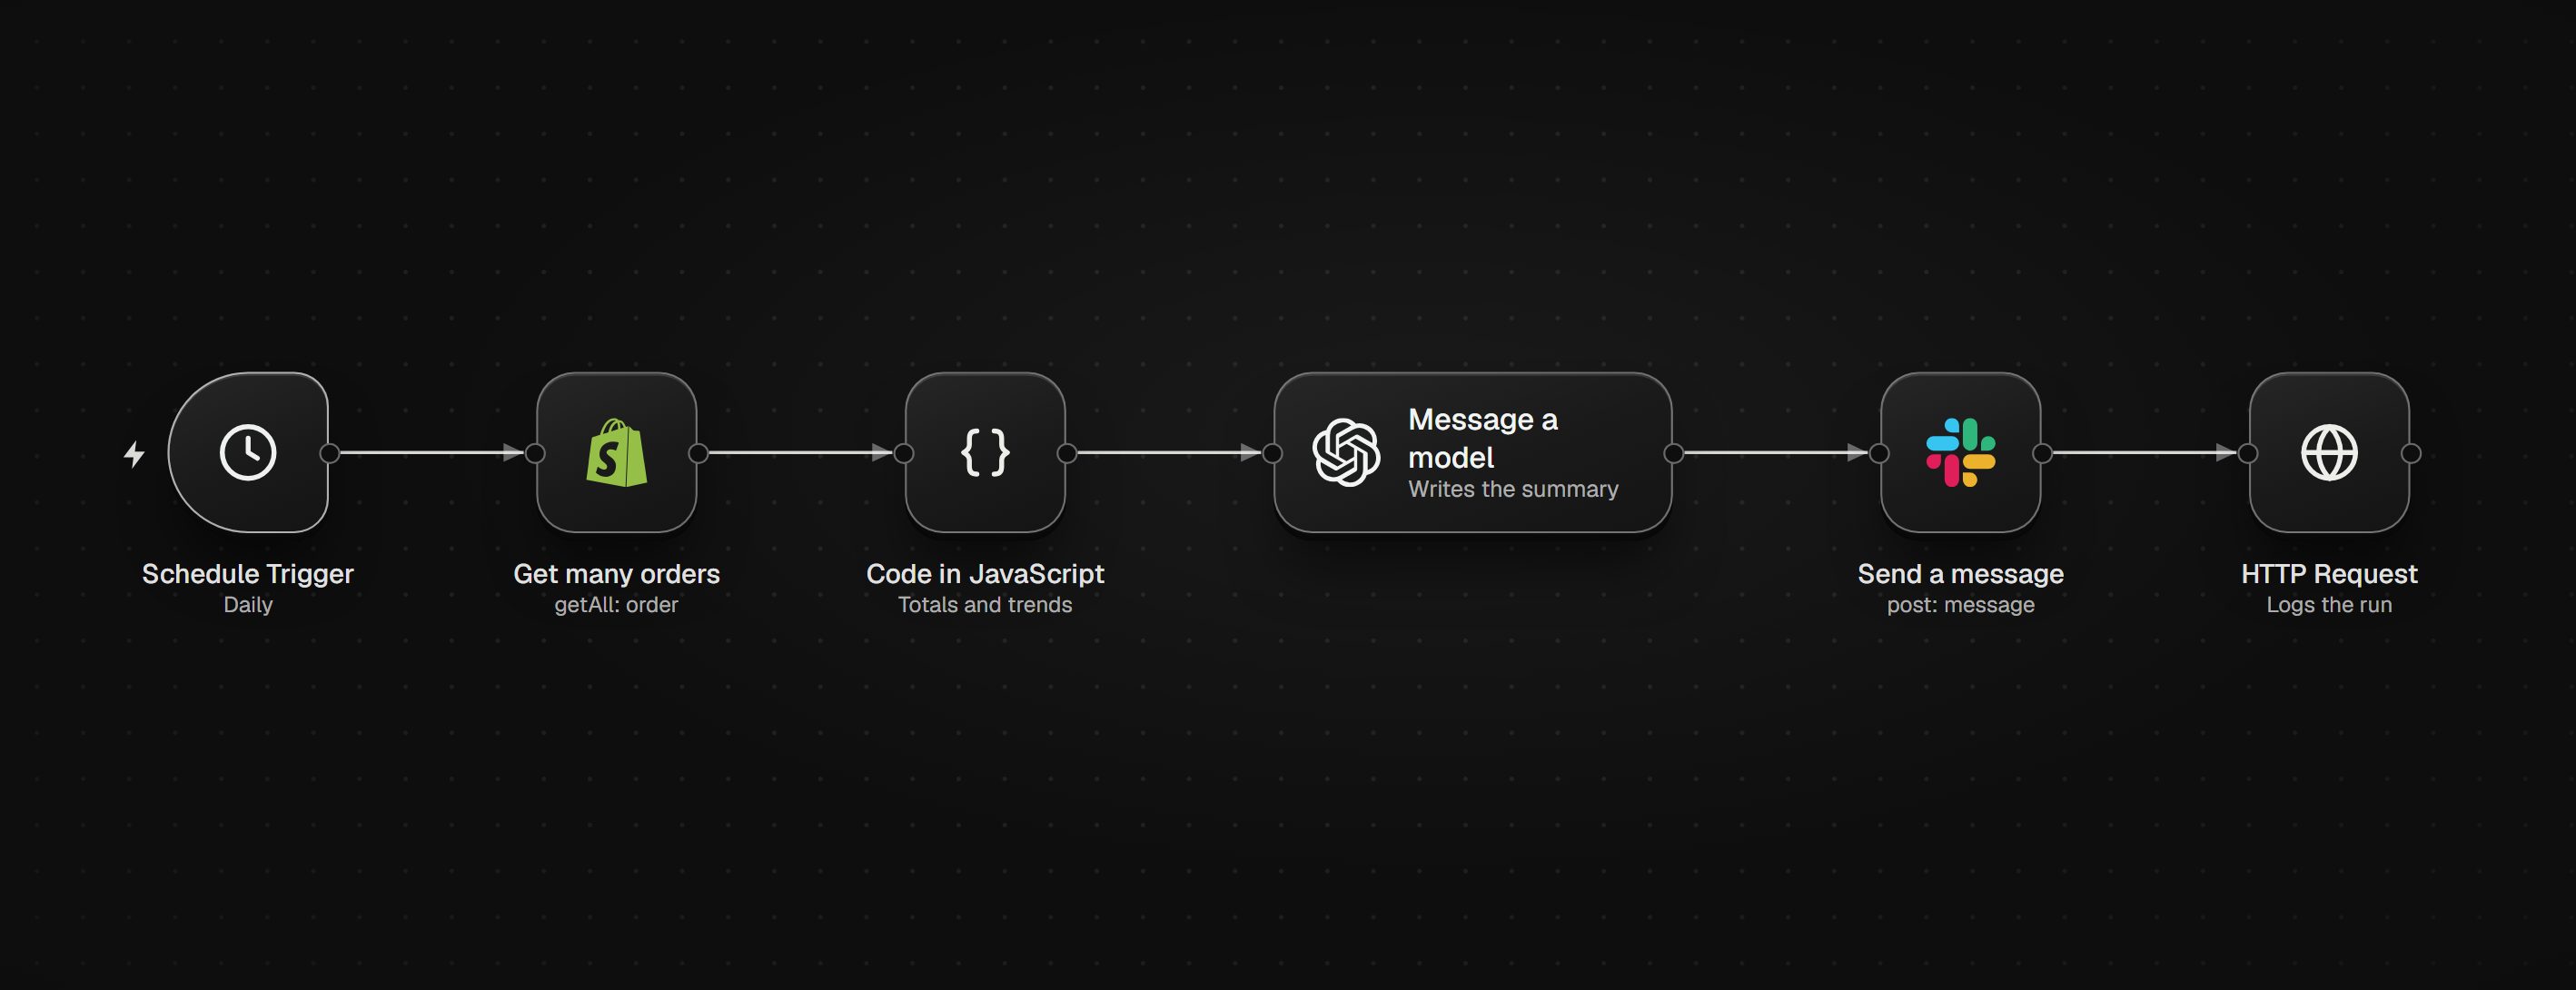 Message a
model
Writes the summary
Schedule Trigger
Daily
Get many orders
getAll: order
Code in JavaScript
Totals and trends
Send a message
post: message
HTTP Request
Logs the run